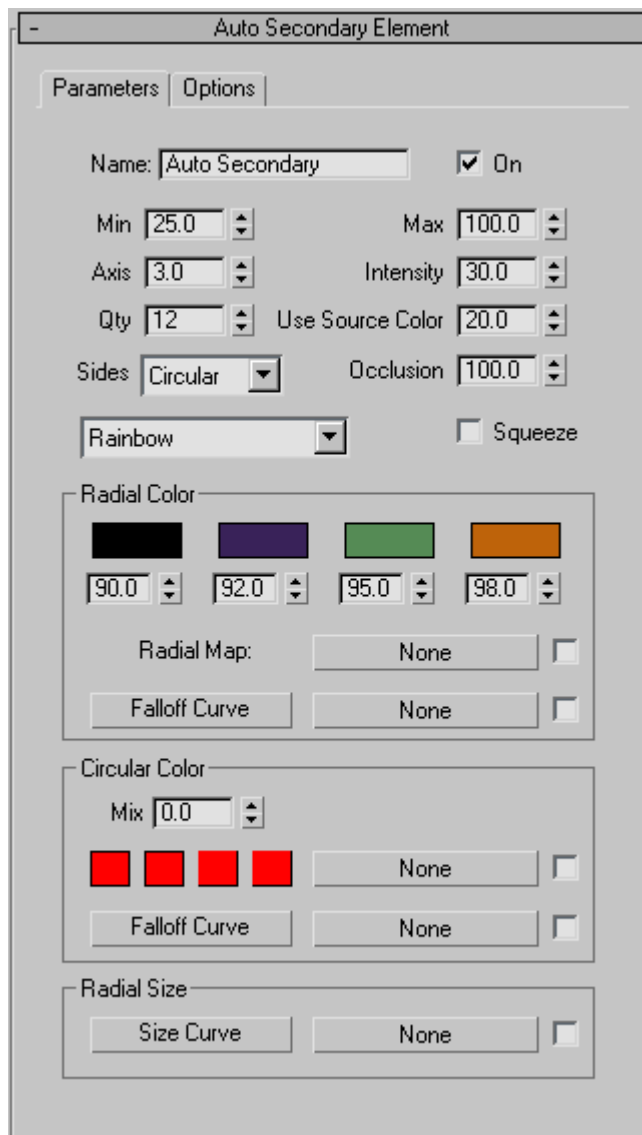 - Auto Secondary Element
Parameters Options
Name: Auto Secondary On
Min 25.0 Max 100.0
Axis 3.0 Intensity 30.0
Qty 12 Use Source Color 20.0
Sides Circular Occlusion 100.0
Rainbow Squeeze
Radial Color
90.0 92.0 95.0 98.0
Radial Map: None
Falloff Curve None
Circular Color
Mix 0.0
None
Falloff Curve None
Radial Size
Size Curve None